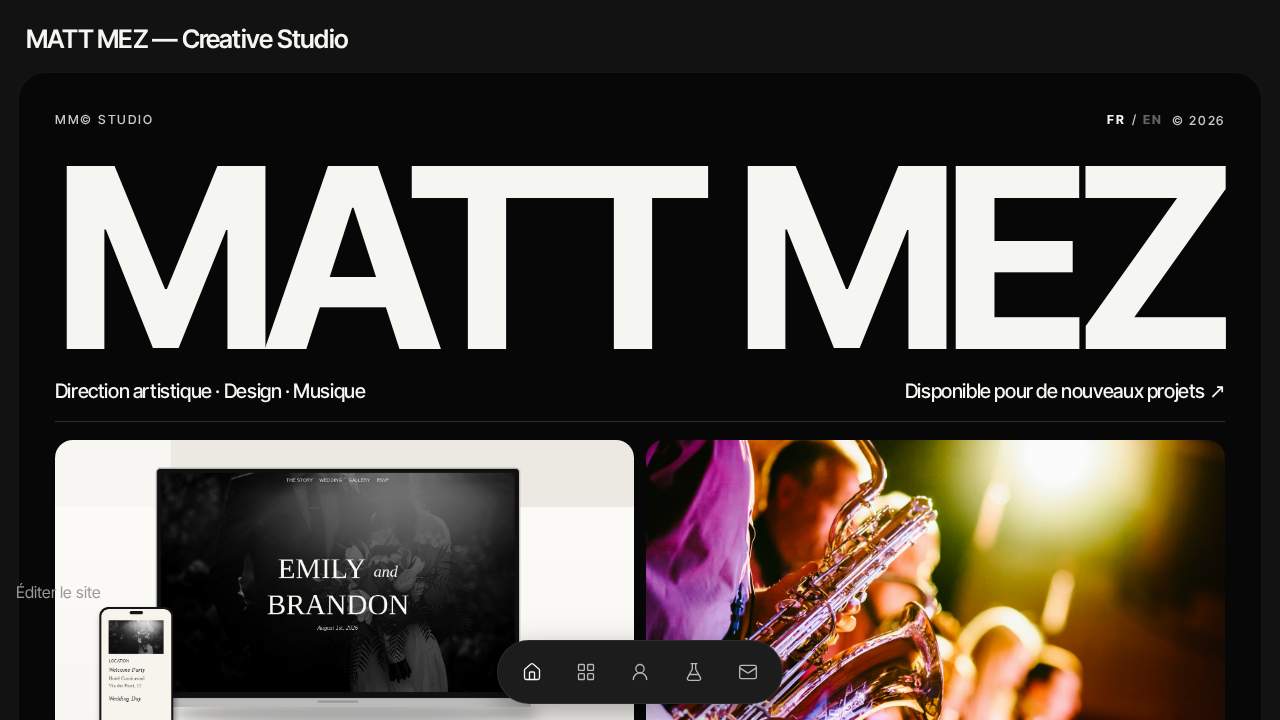 MATT MEZ — Creative Studio
MM© STUDIO
FR / EN © 2026
MATT MEZ
Direction artistique · Design · Musique
Disponible pour de nouveaux projets ↗
THE STORY WEDDING GALLERY RSVP
EMILY and
BRANDON
August 1st, 2026
Éditer le site
LOCATION
Welcome Party
Hotel Continental
Wedding Day